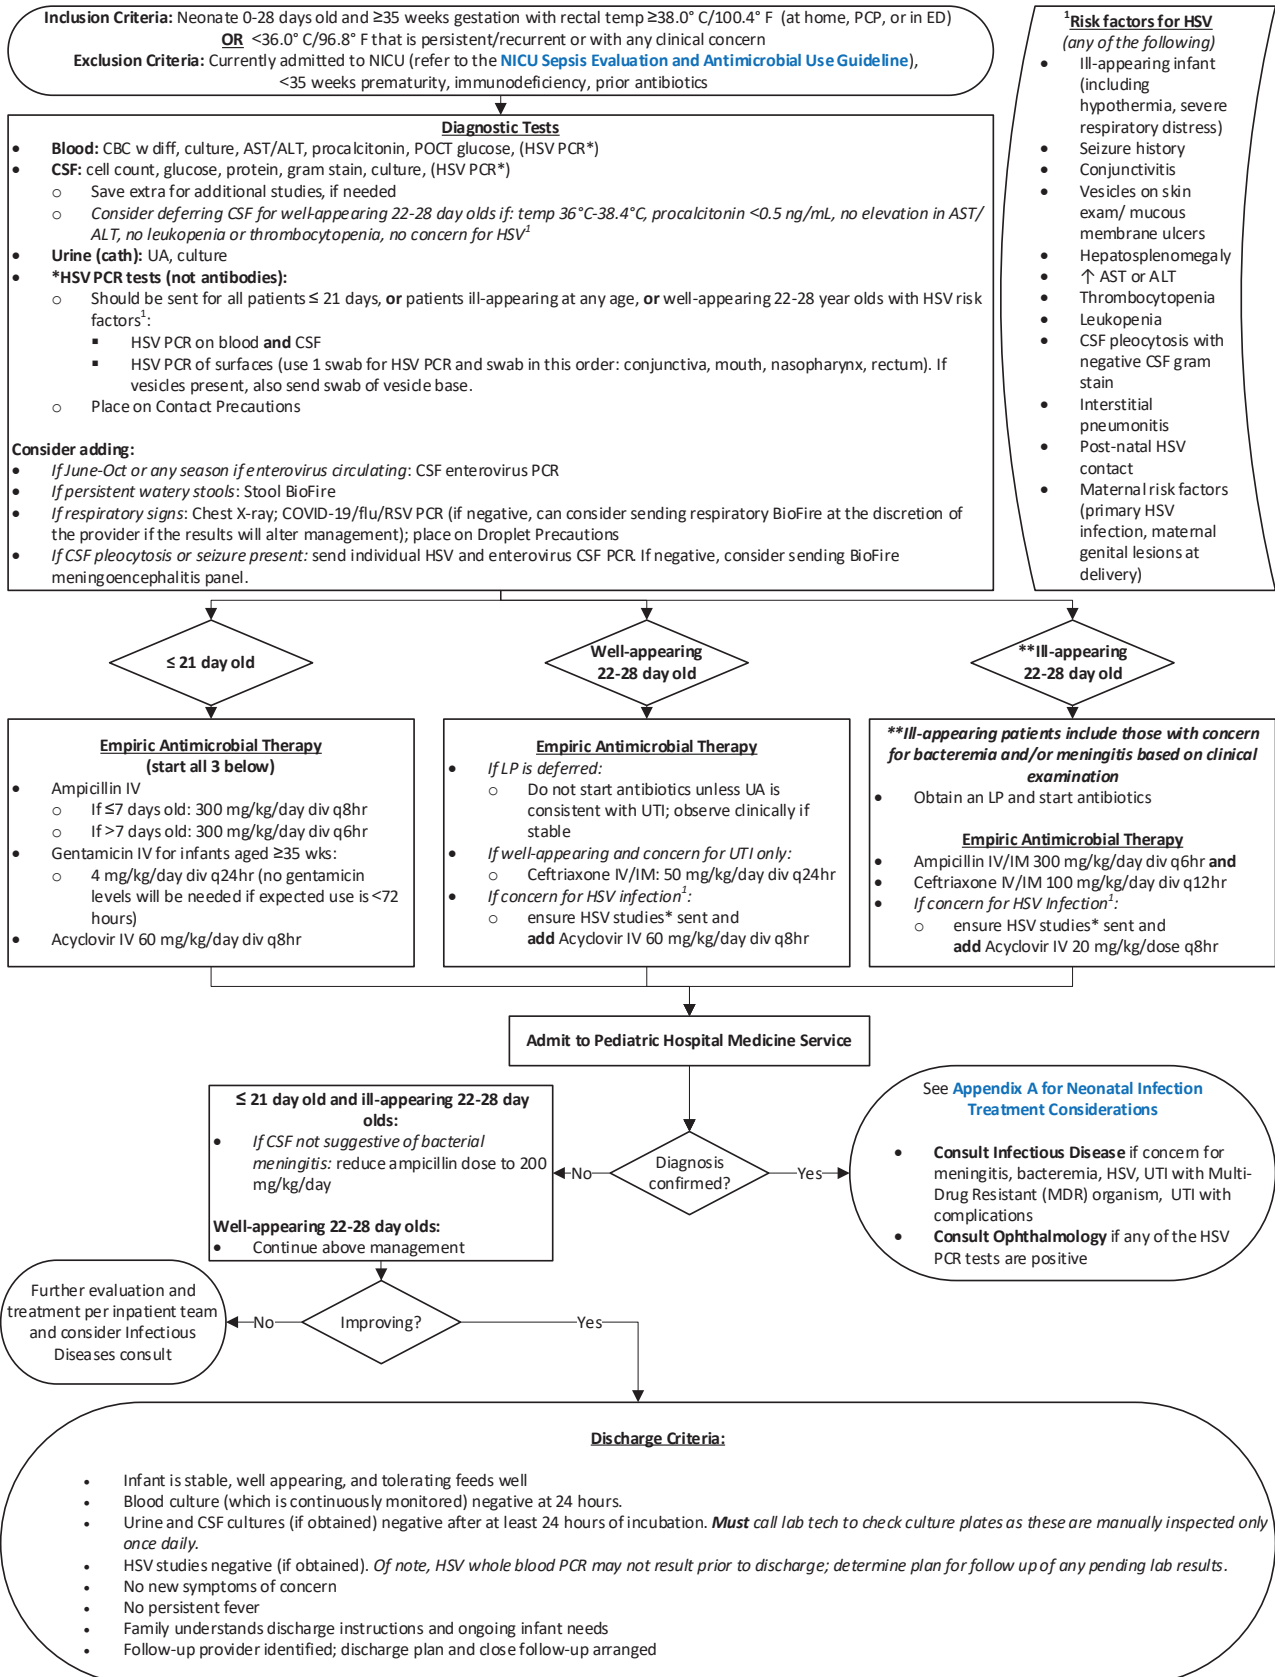 Inclusion Criteria: Neonate 0-28 days old and ≥35 weeks gestation with rectal temp ≥38.0° C/100.4° F (at home, PCP, or in ED)
OR <36.0° C/96.8° F that is persistent/recurrent or with any clinical concern
Exclusion Criteria: Currently admitted to NICU (refer to the NICU Sepsis Evaluation and Antimicrobial Use Guideline),
<35 weeks prematurity, immunodeficiency, prior antibiotics
Diagnostic Tests
• Blood: CBC w diff, culture, AST/ALT, procalcitonin, POCT glucose, (HSV PCR*)
• CSF: cell count, glucose, protein, gram stain, culture, (HSV PCR*)
o Save extra for additional studies, if needed
o Consider deferring CSF for well-appearing 22-28 day olds if: temp 36°C-38.4°C, procalcitonin <0.5 ng/mL, no elevation in AST/
ALT, no leukopenia or thrombocytopenia, no concern for HSV1
• Urine (cath): UA, culture
• *HSV PCR tests (not antibodies):
o Should be sent for all patients ≤ 21 days, or patients ill-appearing at any age, or well-appearing 22-28 year olds with HSV risk
factors1:
▪ HSV PCR on blood and CSF
▪ HSV PCR of surfaces (use 1 swab for HSV PCR and swab in this order: conjunctiva, mouth, nasopharynx, rectum). If
vesicles present, also send swab of vesicle base.
o Place on Contact Precautions
Consider adding:
• If June-Oct or any season if enterovirus circulating: CSF enterovirus PCR
• If persistent watery stools: Stool BioFire
• If respiratory signs: Chest X-ray; COVID-19/flu/RSV PCR (if negative, can consider sending respiratory BioFire at the discretion of
the provider if the results will alter management); place on Droplet Precautions
• If CSF pleocytosis or seizure present: send individual HSV and enterovirus CSF PCR. If negative, consider sending BioFire
meningoencephalitis panel.
1Risk factors for HSV
(any of the following)
• Ill-appearing infant
(including
hypothermia, severe
respiratory distress)
• Seizure history
• Conjunctivitis
• Vesicles on skin
exam/ mucous
membrane ulcers
• Hepatosplenomegaly
• ↑ AST or ALT
• Thrombocytopenia
• Leukopenia
• CSF pleocytosis with
negative CSF gram
stain
• Interstitial
pneumonitis
• Post-natal HSV
contact
• Maternal risk factors
(primary HSV
infection, maternal
genital lesions at
delivery)
≤ 21 day old
Well-appearing
22-28 day old
**Ill-appearing
22-28 day old
Empiric Antimicrobial Therapy
(start all 3 below)
• Ampicillin IV
o If ≤7 days old: 300 mg/kg/day div q8hr
o If >7 days old: 300 mg/kg/day div q6hr
• Gentamicin IV for infants aged ≥35 wks:
o 4 mg/kg/day div q24hr (no gentamicin
levels will be needed if expected use is <72
hours)
• Acyclovir IV 60 mg/kg/day div q8hr
Empiric Antimicrobial Therapy
• If LP is deferred:
o Do not start antibiotics unless UA is
consistent with UTI; observe clinically if
stable
• If well-appearing and concern for UTI only:
o Ceftriaxone IV/IM: 50 mg/kg/day div q24hr
• If concern for HSV infection1:
o ensure HSV studies* sent and
add Acyclovir IV 60 mg/kg/day div q8hr
**Ill-appearing patients include those with concern
for bacteremia and/or meningitis based on clinical
examination
• Obtain an LP and start antibiotics
Empiric Antimicrobial Therapy
• Ampicillin IV/IM 300 mg/kg/day div q6hr and
• Ceftriaxone IV/IM 100 mg/kg/day div q12hr
• If concern for HSV Infection1:
o ensure HSV studies* sent and
add Acyclovir IV 20 mg/kg/dose q8hr
Admit to Pediatric Hospital Medicine Service
≤ 21 day old and ill-appearing 22-28 day
olds:
• If CSF not suggestive of bacterial
meningitis: reduce ampicillin dose to 200
mg/kg/day
Well-appearing 22-28 day olds:
• Continue above management
No
Diagnosis
confirmed?
Yes
See Appendix A for Neonatal Infection
Treatment Considerations
• Consult Infectious Disease if concern for
meningitis, bacteremia, HSV, UTI with Multi-
Drug Resistant (MDR) organism, UTI with
complications
• Consult Ophthalmology if any of the HSV
PCR tests are positive
Further evaluation and
treatment per inpatient team
and consider Infectious
Diseases consult
No
Improving?
Yes
Discharge Criteria:
• Infant is stable, well appearing, and tolerating feeds well
• Blood culture (which is continuously monitored) negative at 24 hours.
• Urine and CSF cultures (if obtained) negative after at least 24 hours of incubation. Must call lab tech to check culture plates as these are manually inspected only
once daily.
• HSV studies negative (if obtained). Of note, HSV whole blood PCR may not result prior to discharge; determine plan for follow up of any pending lab results.
• No new symptoms of concern
• No persistent fever
• Family understands discharge instructions and ongoing infant needs
• Follow-up provider identified; discharge plan and close follow-up arranged